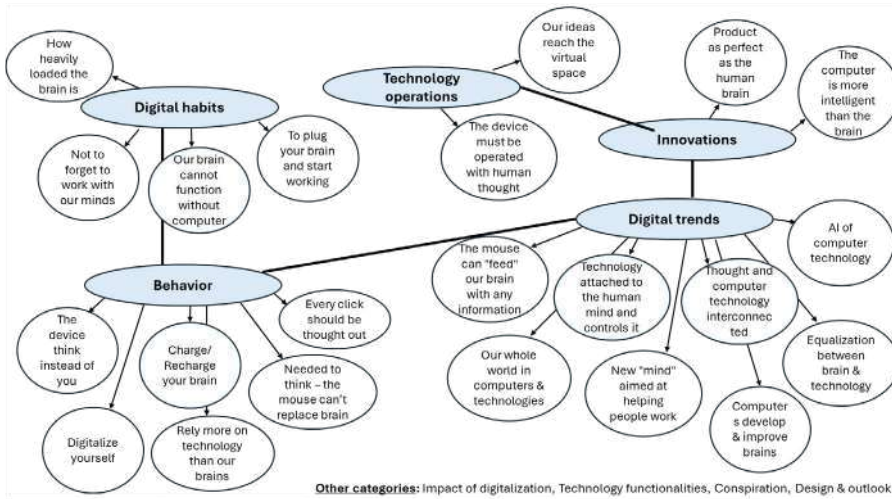 How
heavily
loaded the
brain is
Digital habits
Not to
forget to
work with
our minds
Our brain
cannot
function
without
computer
To plug
your brain
and start
working
Technology
operations
Our ideas
reach the
virtual
space
The device
must be
operated
with human
thought
Product
as perfect
as the
human
brain
The
computer
is more
intelligent
than the
brain
Innovations
Digital trends
The mouse
can "feed"
our brain
with any
information
Technology
attached to
the human
mind and
controls it
Thought and
computer
technology
interconnec
ted
AI of
computer
technology
Our whole
world in
computers &
technologies
New "mind"
aimed at
helping
people work
Computer
s develop
& improve
brains
Equalization
between
brain &
technology
Behavior
The
device
think
instead of
you
Charge/
Recharge
your brain
Every click
should be
thought out
Needed to
think – the
mouse can't
replace brain
Digitalize
yourself
Rely more on
technology
than our
brains
Other categories: Impact of digitalization, Technology functionalities, Conspiration, Design & outlook